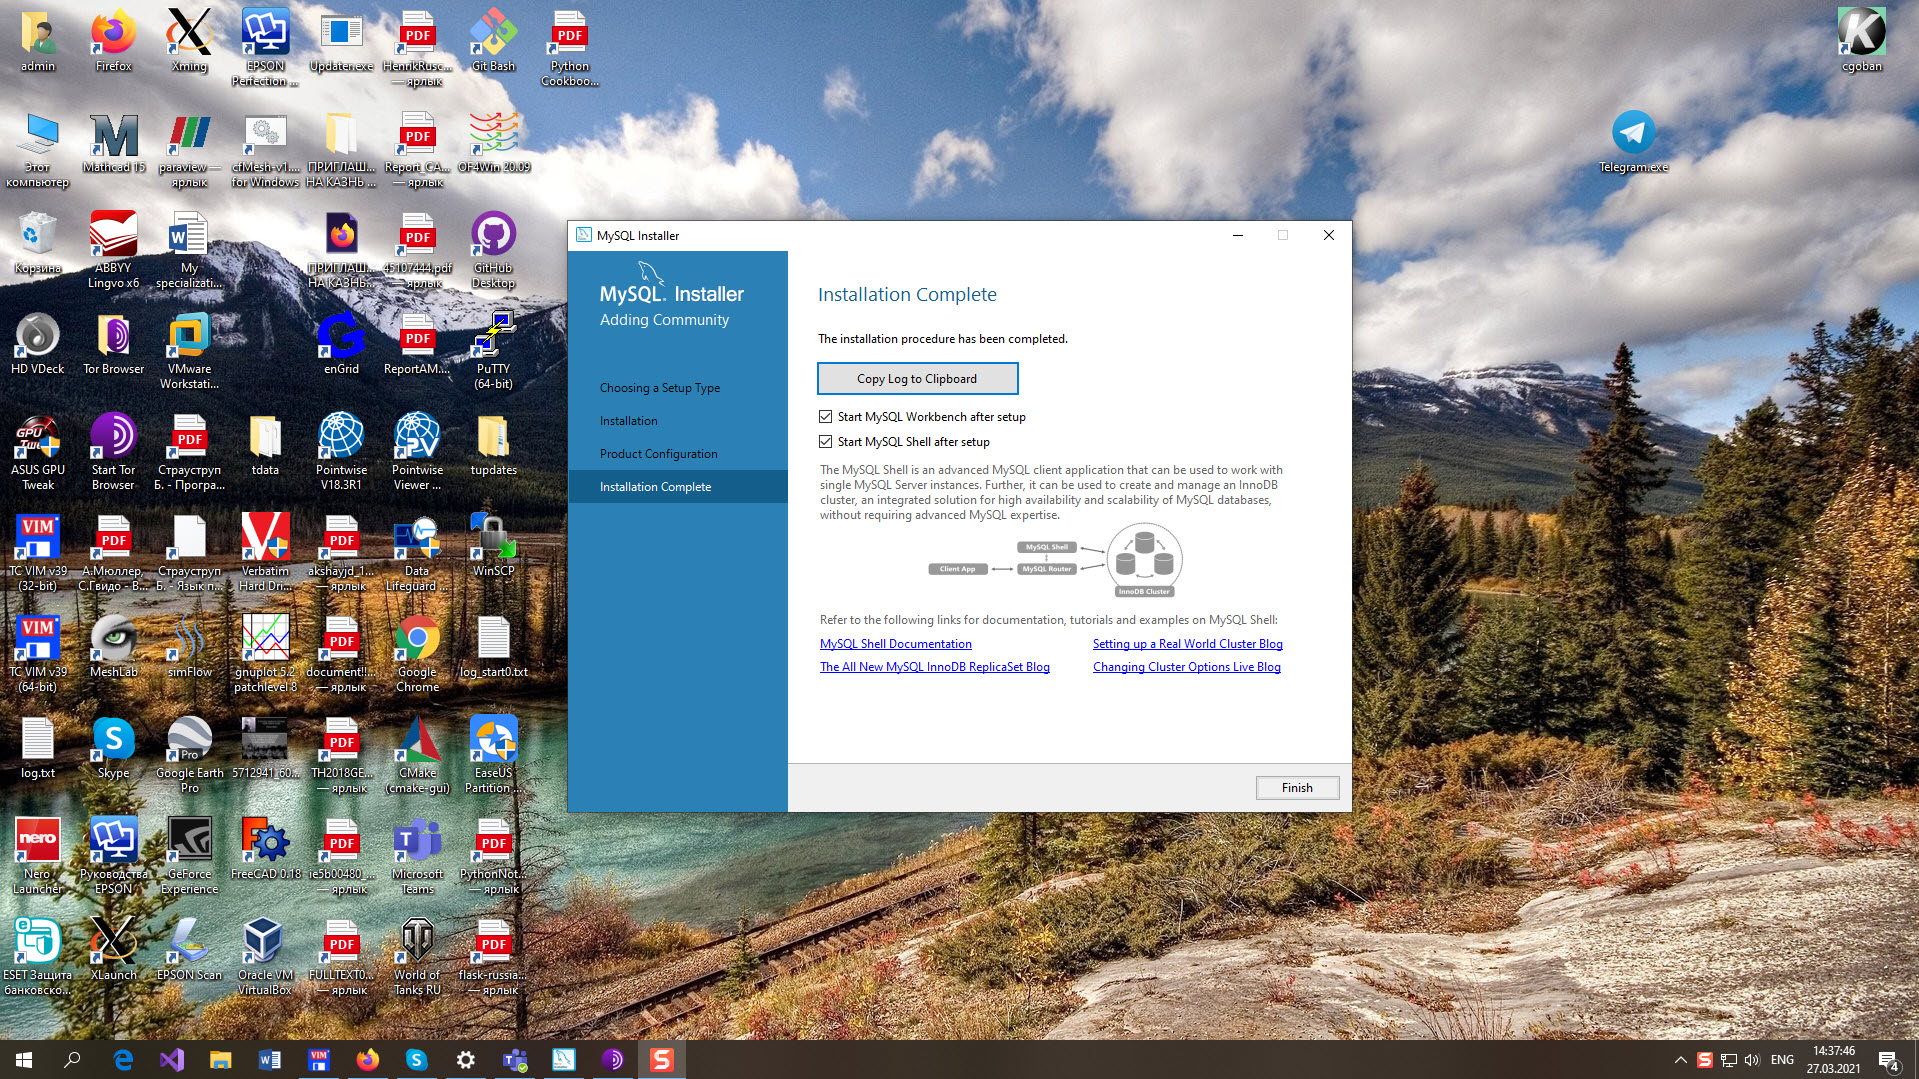 admin
Firefox
Xming
EPSON
Perfection ...
Updater.exe
HenrikRusc...
— ярлык
Git Bash
Python
Cookboo...
cgoban
Этот
компьютер
Mathcad 15
paraview —
ярлык
cfMesh-v1....
for Windows
ПРИГЛАШ...
НА КАЗНЬ ...
Report_CA...
— ярлык
OF4Win 20.09
Telegram.exe
Корзина
ABBYY
Lingvo x6
My
specializati...
ПРИГЛАШ...
НА КАЗНЬ...
45107444.pdf
— ярлык
GitHub
Desktop
HD VDeck
Tor Browser
VMware
Workstati...
enGrid
ReportAM....
PuTTY
(64-bit)
ASUS GPU
Tweak
Start Tor
Browser
Страуструп
Б. - Програ...
tdata
Pointwise
V18.3R1
Pointwise
Viewer ...
tupdates
TC VIM v39
(32-bit)
А.Мюллер,
С.Гвидо - В...
Страуструп
Б. - Язык п...
Verbatim
Hard Dri...
akshayjd_1...
— ярлык
Data
Lifeguard ...
WinSCP
TC VIM v39
(64-bit)
MeshLab
simFlow
gnuplot 5.2
patchlevel 8
document!!...
— ярлык
Google
Chrome
log_start0.txt
log.txt
Skype
Google Earth
Pro
5712941_60...
TH2018GE...
— ярлык
CMake
(cmake-gui)
EaseUS
Partition ...
Nero
Launcher
Руководства
EPSON
GeForce
Experience
FreeCAD 0.18
ie5b00480_...
— ярлык
Microsoft
Teams
PythonNot...
— ярлык
ESET Защита
банковско...
XLaunch
EPSON Scan
Oracle VM
VirtualBox
FULLTEXT0...
— ярлык
World of
Tanks RU
flask-russia...
— ярлык
MySQL Installer
MySQL Installer
Adding Community
Choosing a Setup Type
Installation
Product Configuration
Installation Complete
Installation Complete
The installation procedure has been completed.
Copy Log to Clipboard
Start MySQL Workbench after setup
Start MySQL Shell after setup
The MySQL Shell is an advanced MySQL client application that can be used to work with
single MySQL Server instances. Further, it can be used to create and manage an InnoDB
cluster, an integrated solution for high availability and scalability of MySQL databases,
without requiring advanced MySQL expertise.
MySQL Shell
Client App
MySQL Router
InnoDB Cluster
Refer to the following links for documentation, tutorials and examples on MySQL Shell:
MySQL Shell Documentation
Setting up a Real World Cluster Blog
The All New MySQL InnoDB ReplicaSet Blog
Changing Cluster Options Live Blog
Finish
ENG
14:37:46
27.03.2021
4